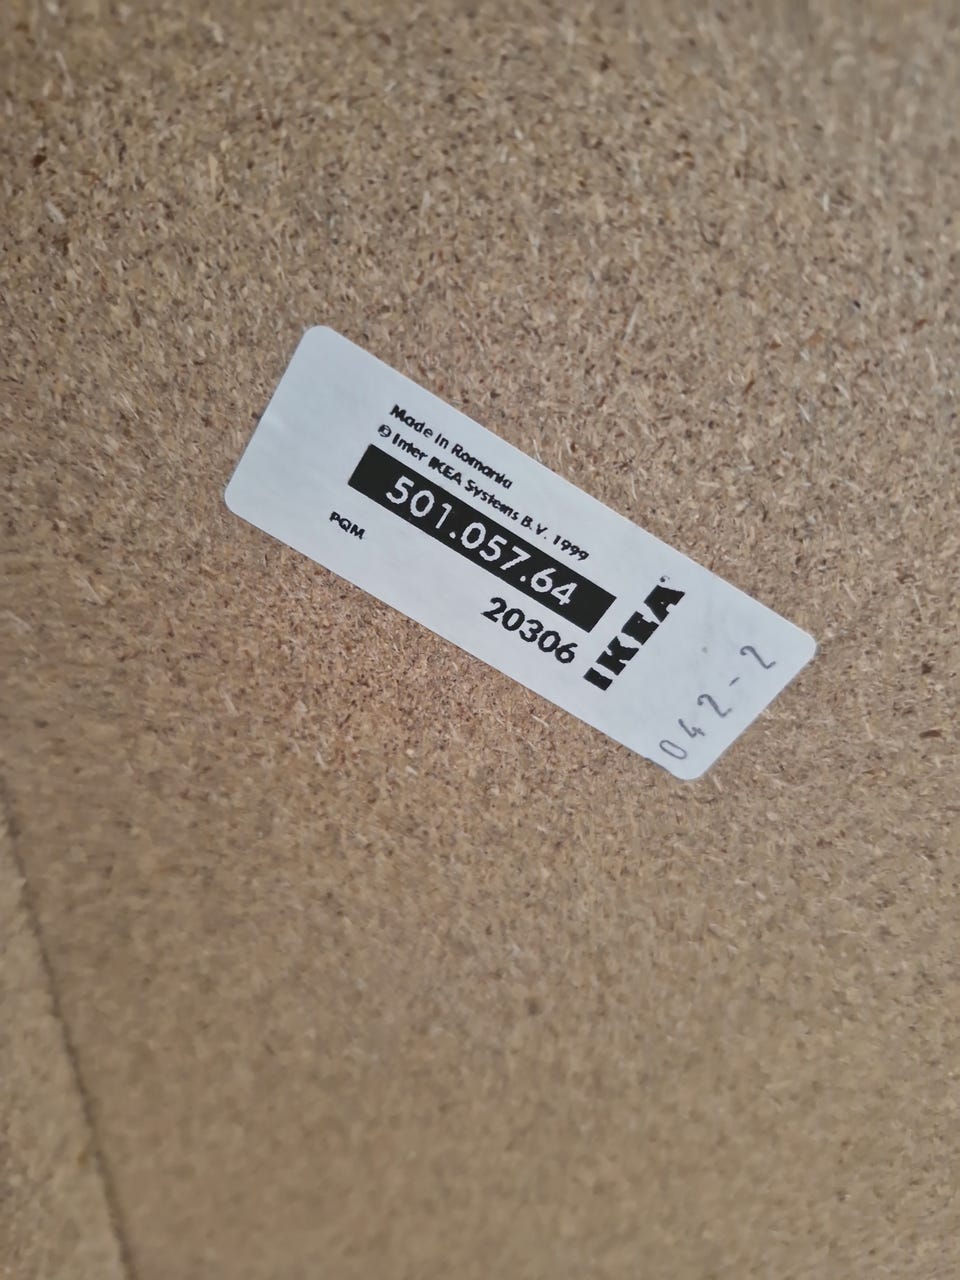 Made in Romania
© Inter IKEA Systems B.V. 1999
501.057.64
20306
PQM
IKEA®
042-2